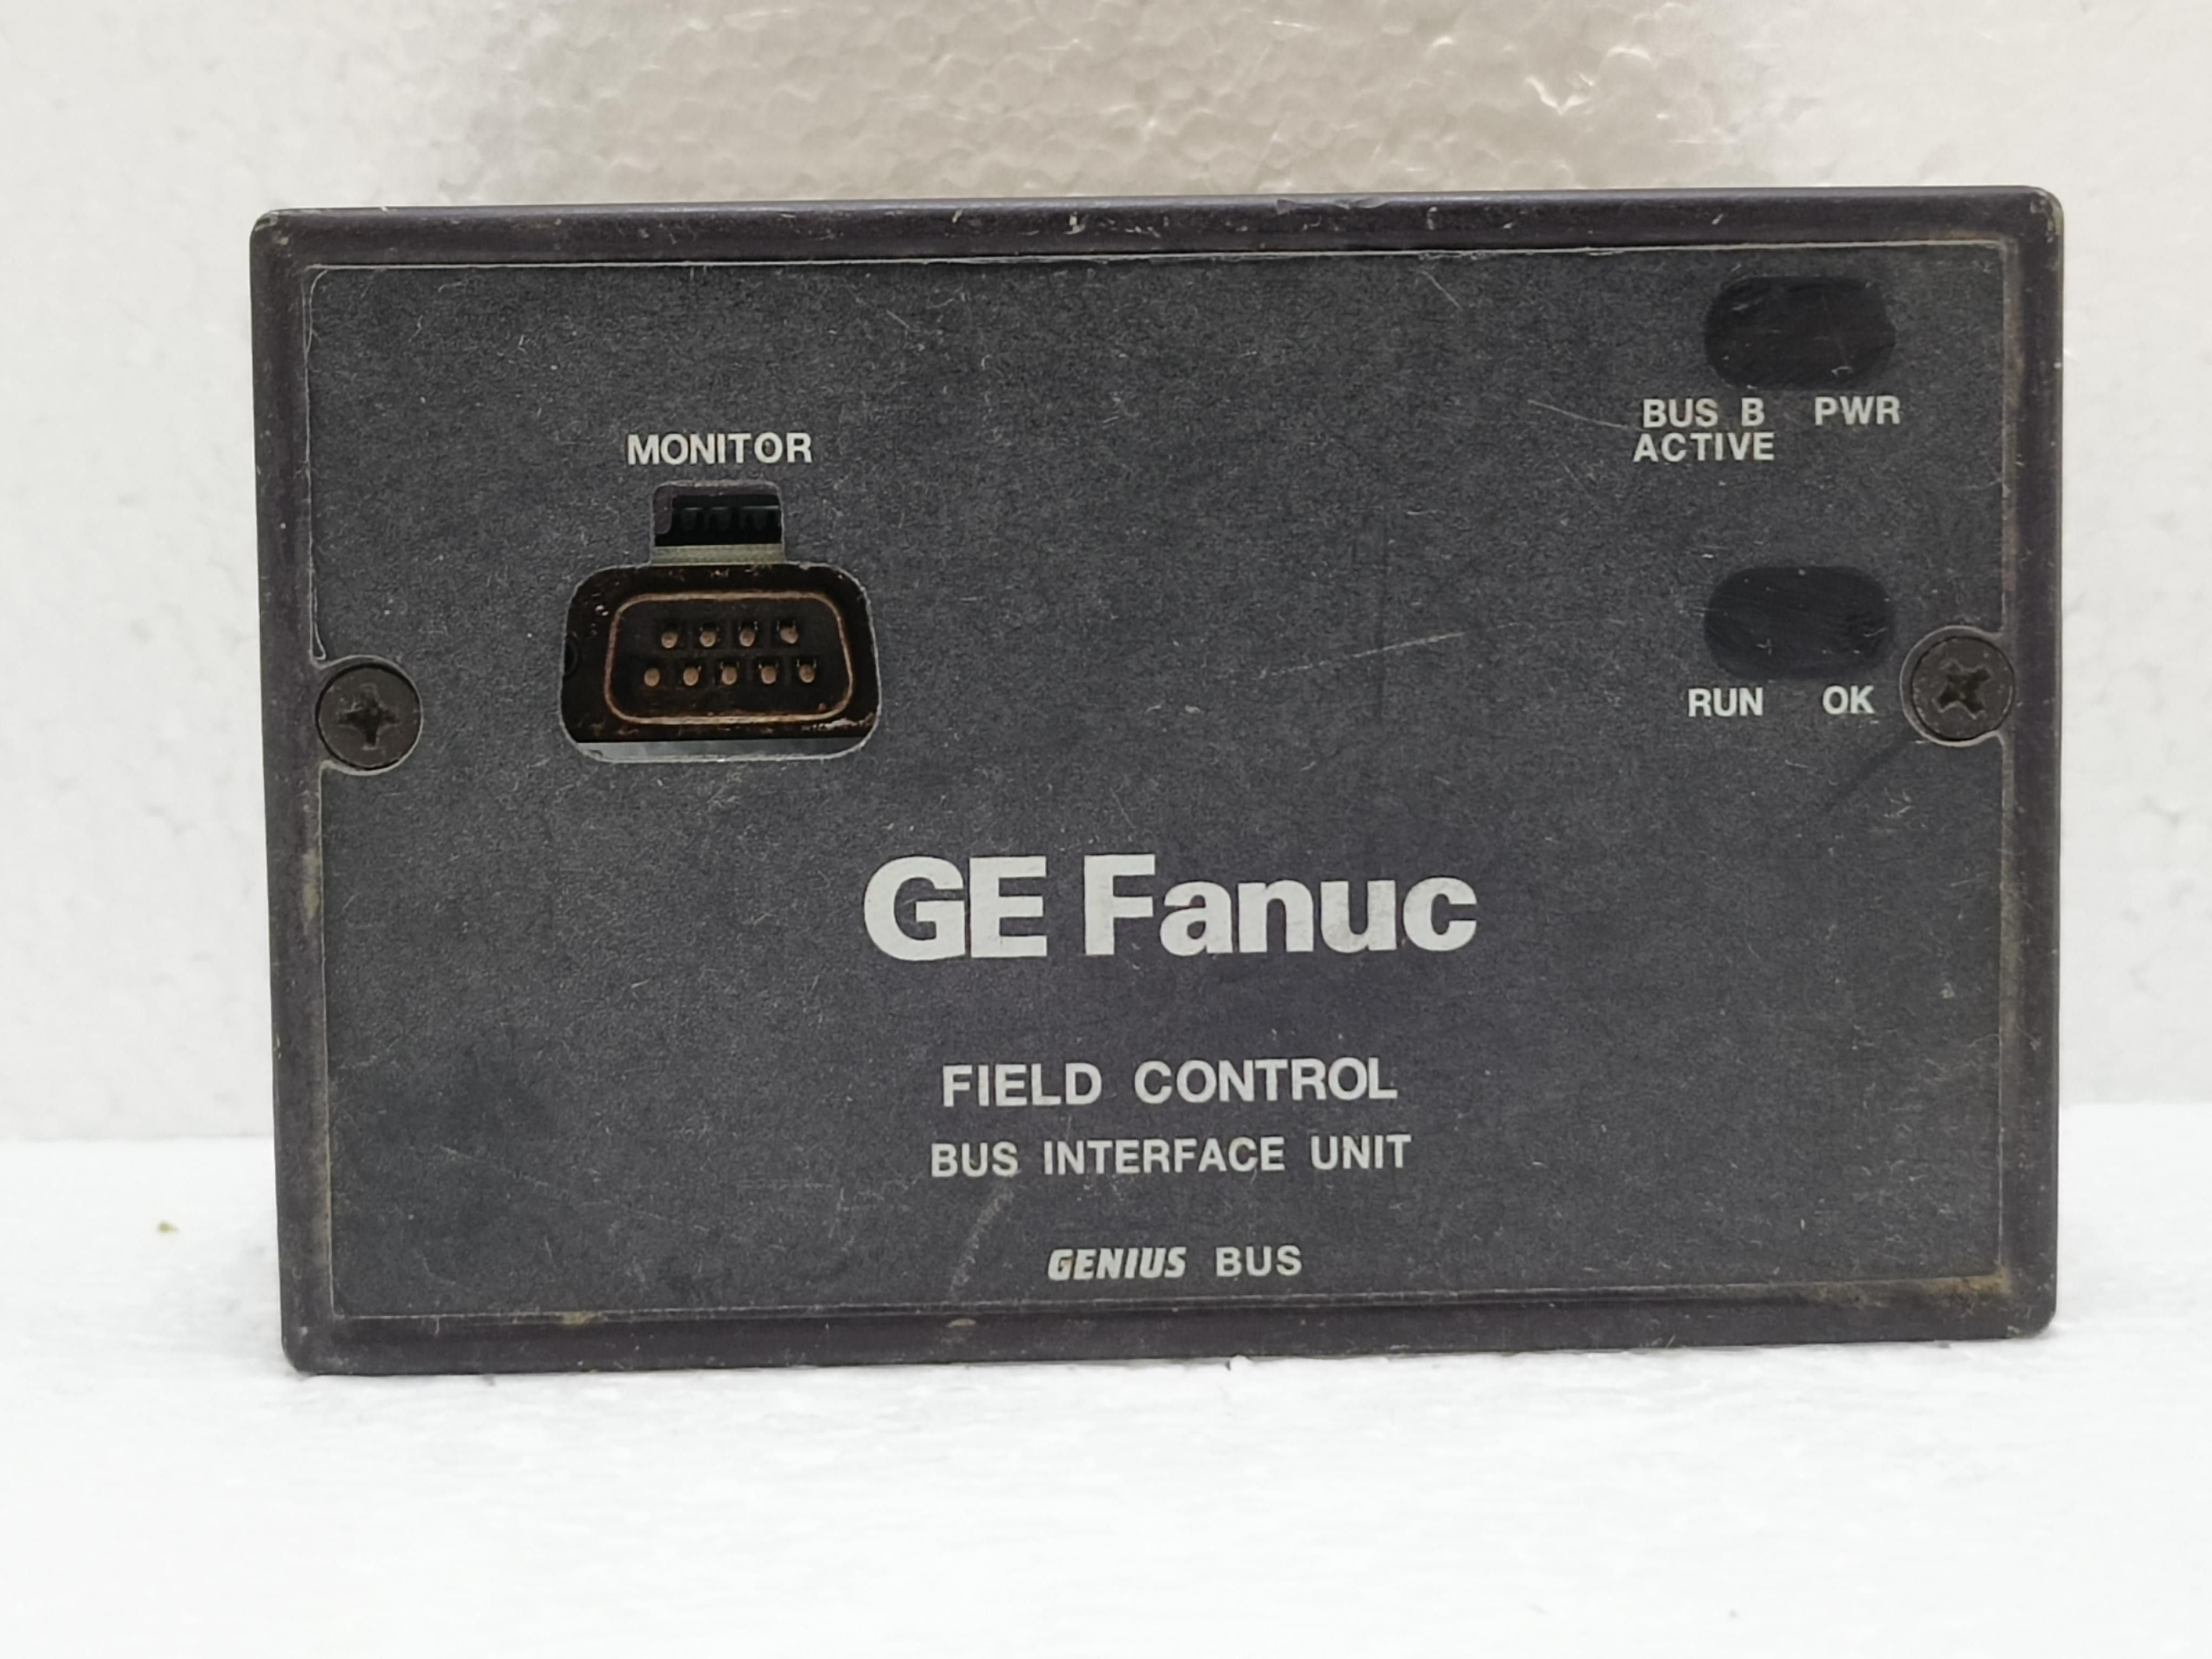 MONITOR
BUS B PWR
ACTIVE
RUN OK
GE Fanuc
FIELD CONTROL
BUS INTERFACE UNIT
GENIUS BUS